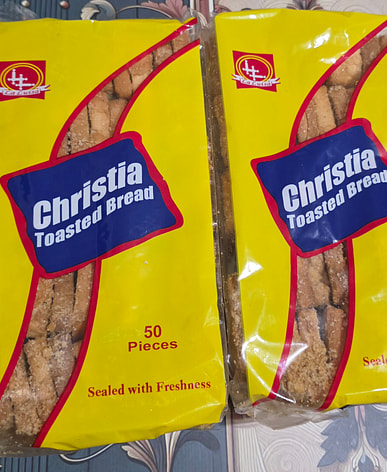 Christia
Toasted Bread
50
Pieces
Sealed with Freshness
Christia
Toasted Bread